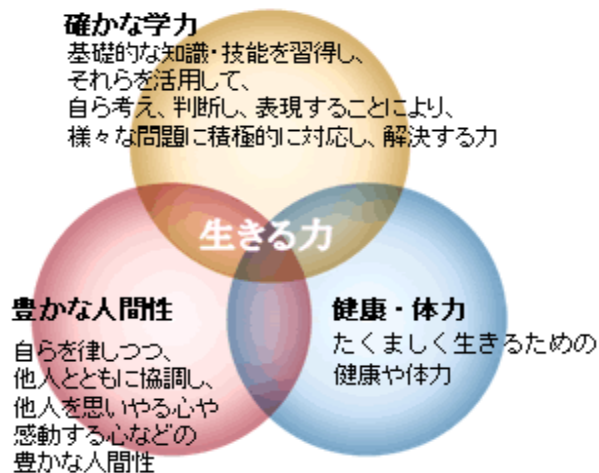 確かな学力
基礎的な知識・技能を習得し、
それらを活用して、
自ら考え、判断し、表現することにより、
様々な問題に積極的に対応し、解決する力
生きる力
豊かな人間性
自らを律しつつ、
他人とともに協調し、
他人を思いやる心や
感動する心などの
豊かな人間性
健康・体力
たくましく生きるための
健康や体力